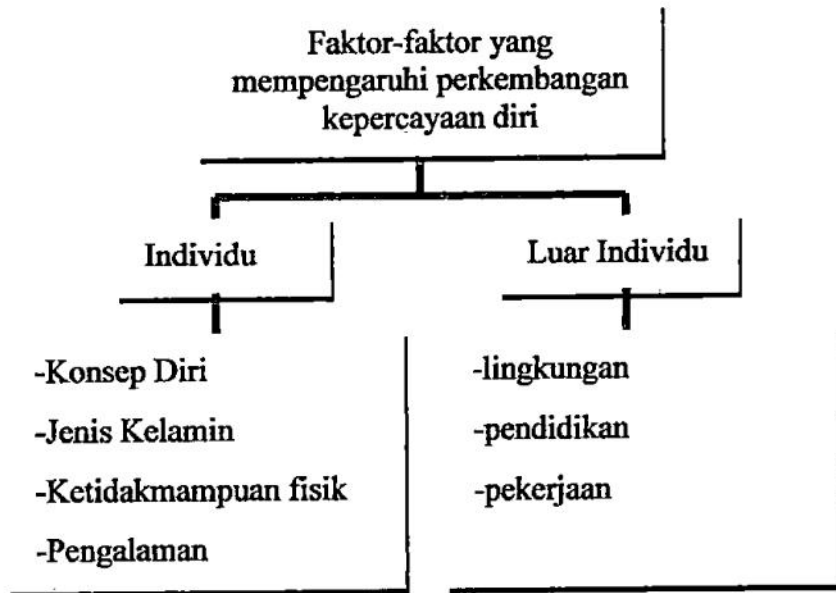 Faktor-faktor yang
mempengaruhi perkembangan
kepercayaan diri
Individu
Luar Individu
-Konsep Diri
-Jenis Kelamin
-Ketidakmampuan fisik
-Pengalaman
-lingkungan
-pendidikan
-pekerjaan